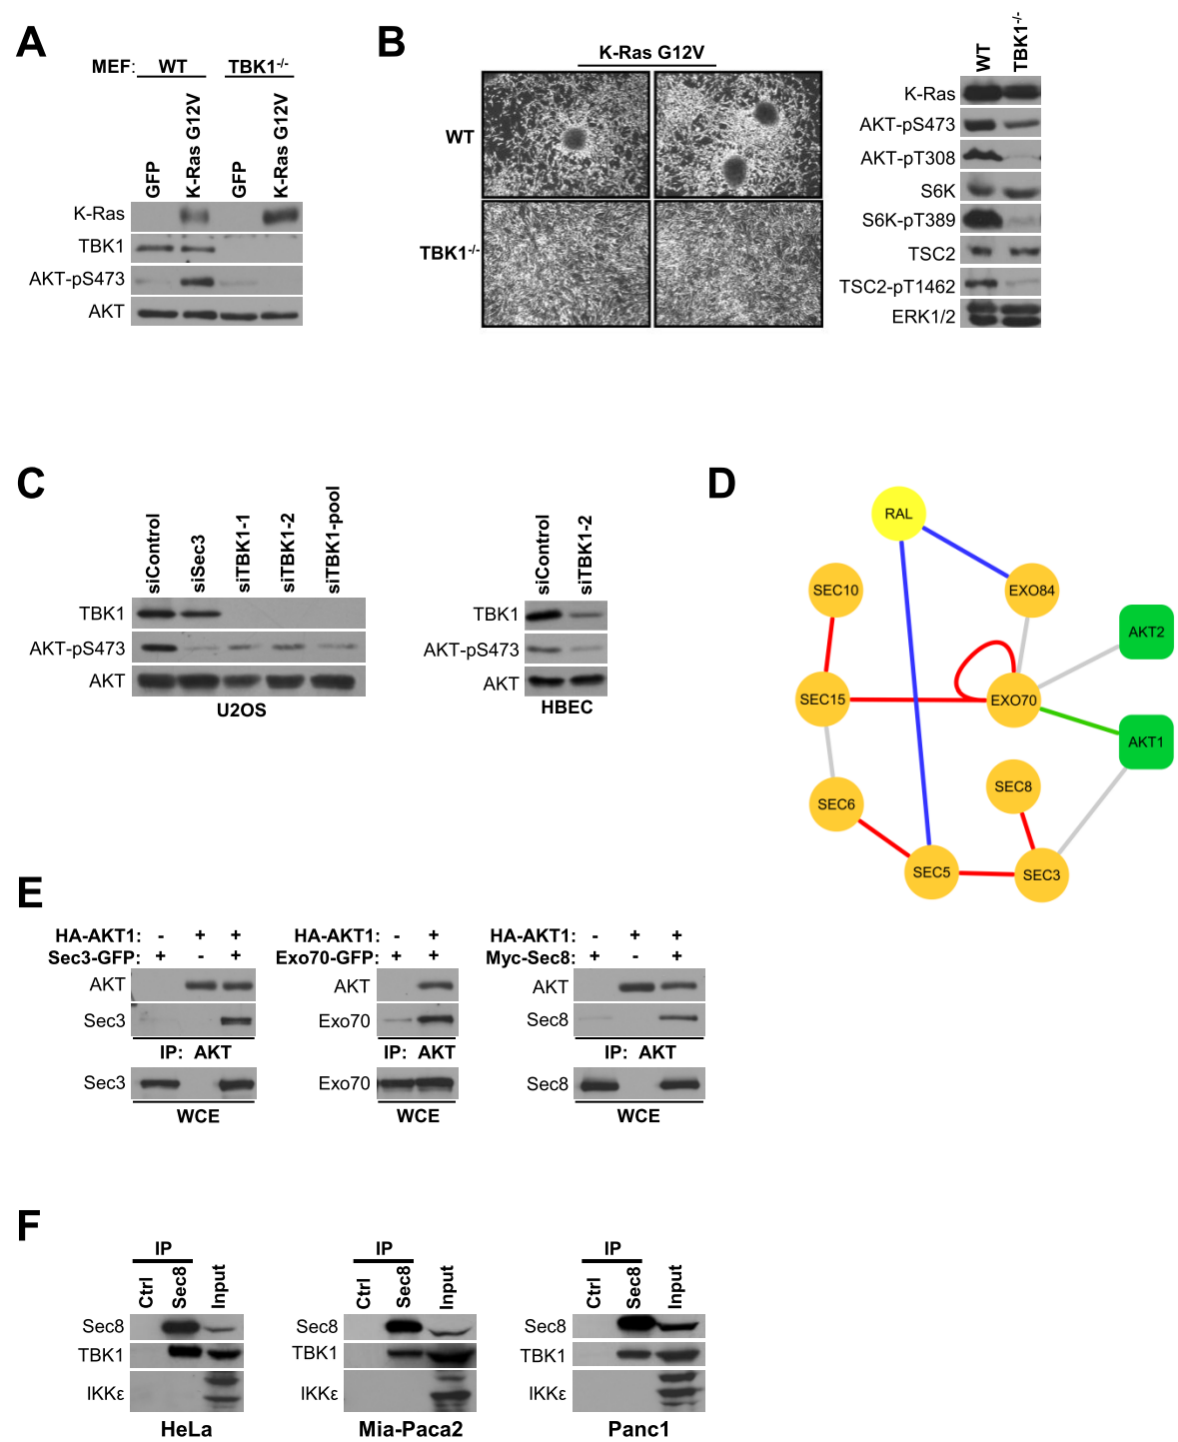 A
MEF: WT TBK1-/-
GFP
K-Ras G12V
GFP
K-Ras G12V
K-Ras
TBK1
AKT-pS473
AKT
B
K-Ras G12V
WT
TBK1-/-
WT
TBK1-/-
K-Ras
AKT-pS473
AKT-pT308
S6K
S6K-pT389
TSC2
TSC2-pT1462
ERK1/2
C
siControl
siSec3
siTBK1-1
siTBK1-2
siTBK1-pool
TBK1
AKT-pS473
AKT
U2OS
siControl
siTBK1-2
TBK1
AKT-pS473
AKT
HBEC
D
RAL
SEC10
EXO84
AKT2
SEC15
EXO70
AKT1
SEC8
SEC6
SEC5
SEC3
E
HA-AKT1: - + +
Sec3-GFP: + - +
AKT
Sec3
IP: AKT
Sec3
WCE
HA-AKT1: - +
Exo70-GFP: + +
AKT
Exo70
IP: AKT
Exo70
WCE
HA-AKT1: - + +
Myc-Sec8: + - +
AKT
Sec8
IP: AKT
Sec8
WCE
F
IP
Ctrl
Sec8
Input
Sec8
TBK1
IKKε
HeLa
IP
Ctrl
Sec8
Input
Sec8
TBK1
IKKε
Mia-Paca2
IP
Ctrl
Sec8
Input
Sec8
TBK1
IKKε
Panc1